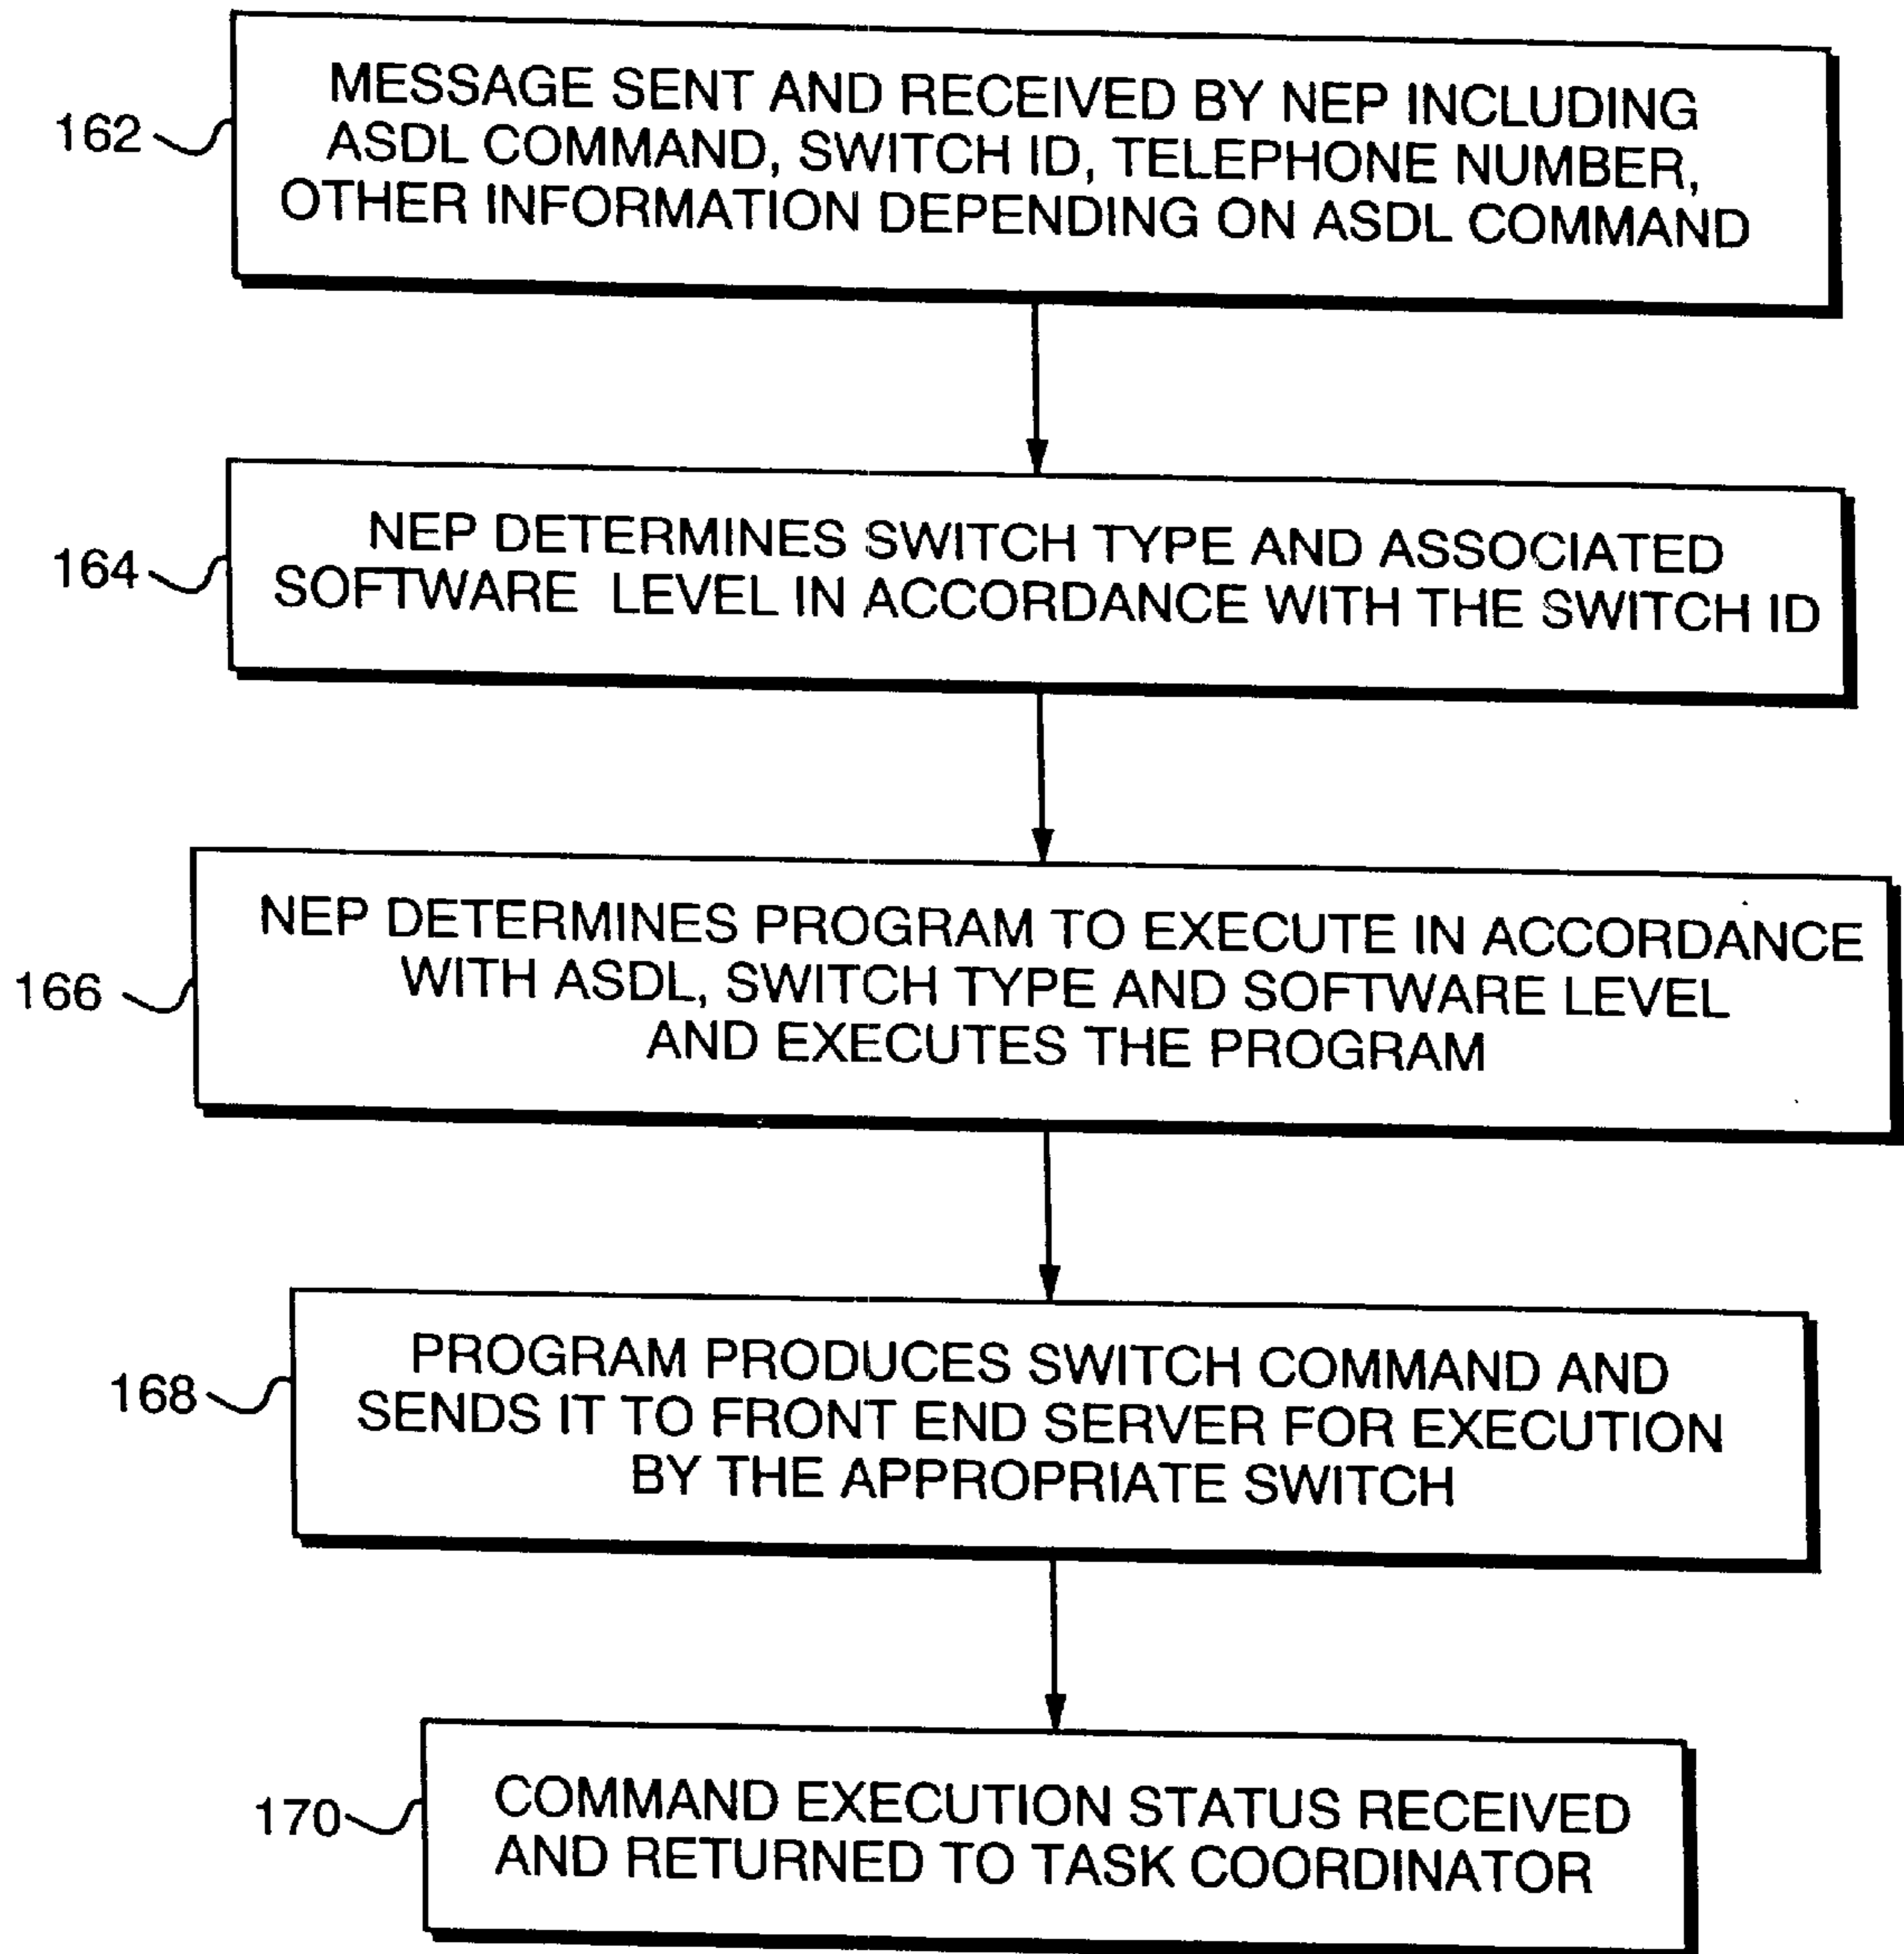 162
MESSAGE SENT AND RECEIVED BY NEP INCLUDING
ASDL COMMAND, SWITCH ID, TELEPHONE NUMBER,
OTHER INFORMATION DEPENDING ON ASDL COMMAND
164
NEP DETERMINES SWITCH TYPE AND ASSOCIATED
SOFTWARE LEVEL IN ACCORDANCE WITH THE SWITCH ID
166
NEP DETERMINES PROGRAM TO EXECUTE IN ACCORDANCE
WITH ASDL, SWITCH TYPE AND SOFTWARE LEVEL
AND EXECUTES THE PROGRAM
168
PROGRAM PRODUCES SWITCH COMMAND AND
SENDS IT TO FRONT END SERVER FOR EXECUTION
BY THE APPROPRIATE SWITCH
170
COMMAND EXECUTION STATUS RECEIVED
AND RETURNED TO TASK COORDINATOR